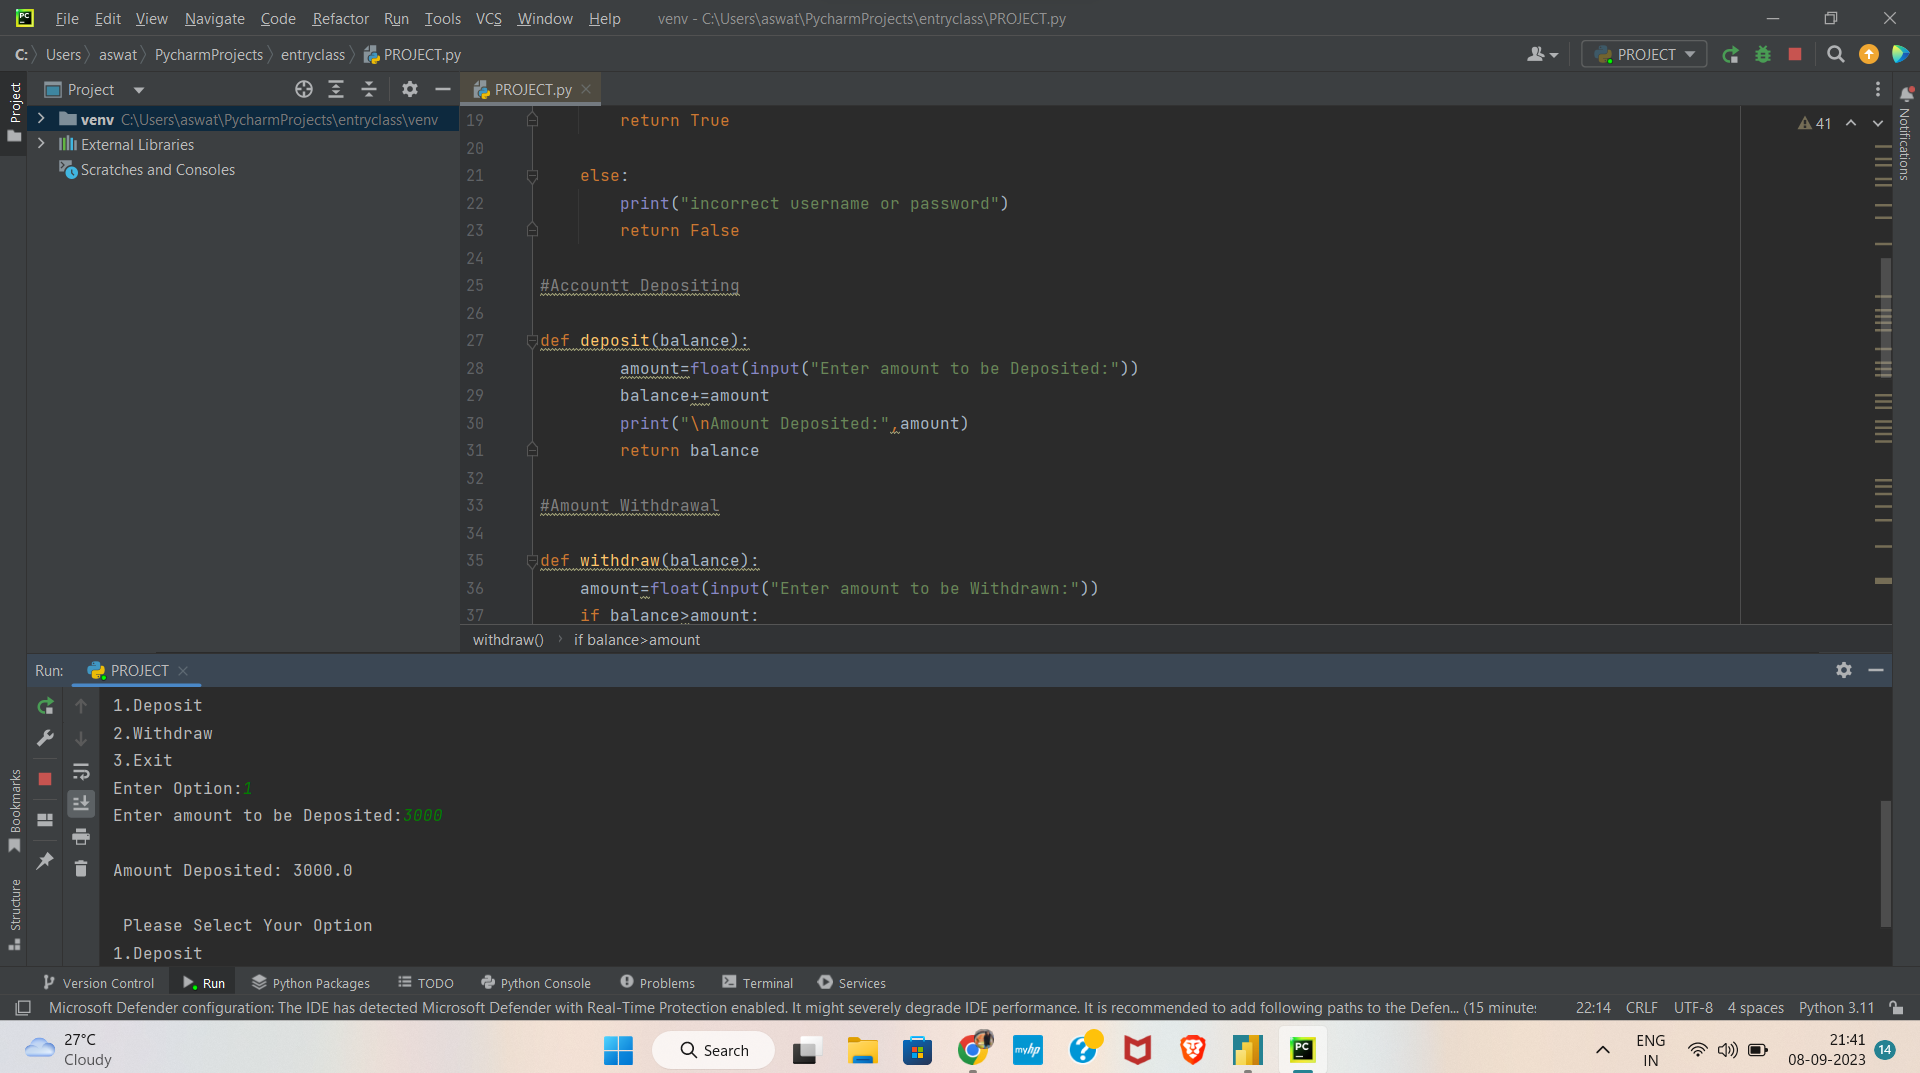 PC File Edit View Navigate Code Refactor Run Tools VCS Window Help venv - C:\Users\aswat\PycharmProjects\entryclass\PROJECT.py
C: Users aswat PycharmProjects entryclass PROJECT.py PROJECT
Project
Project
PROJECT.py
venv C:\Users\aswat\PycharmProjects\entryclass\venv
External Libraries
Scratches and Consoles
19 return True
41
Notifications
20
21 else:
22 print("incorrect username or password")
23 return False
24
25 #Accountt Depositing
26
27 def deposit(balance):
28 amount=float(input("Enter amount to be Deposited:"))
29 balance+=amount
30 print("\nAmount Deposited:",amount)
31 return balance
32
33 #Amount Withdrawal
34
35 def withdraw(balance):
36 amount=float(input("Enter amount to be Withdrawn:"))
37 if balance>amount:
withdraw() if balance>amount
Run: PROJECT
1.Deposit
2.Withdraw
3.Exit
Enter Option:1
Enter amount to be Deposited:3000
Amount Deposited: 3000.0
Please Select Your Option
1.Deposit
Bookmarks
Structure
Version Control Run Python Packages TODO Python Console Problems Terminal Services
Microsoft Defender configuration: The IDE has detected Microsoft Defender with Real-Time Protection enabled. It might severely degrade IDE performance. It is recommended to add following paths to the Defen... (15 minutes 22:14 CRLF UTF-8 4 spaces Python 3.11
27°C
Cloudy
Search
myhp
PC
ENG
IN
21:41
08-09-2023
14